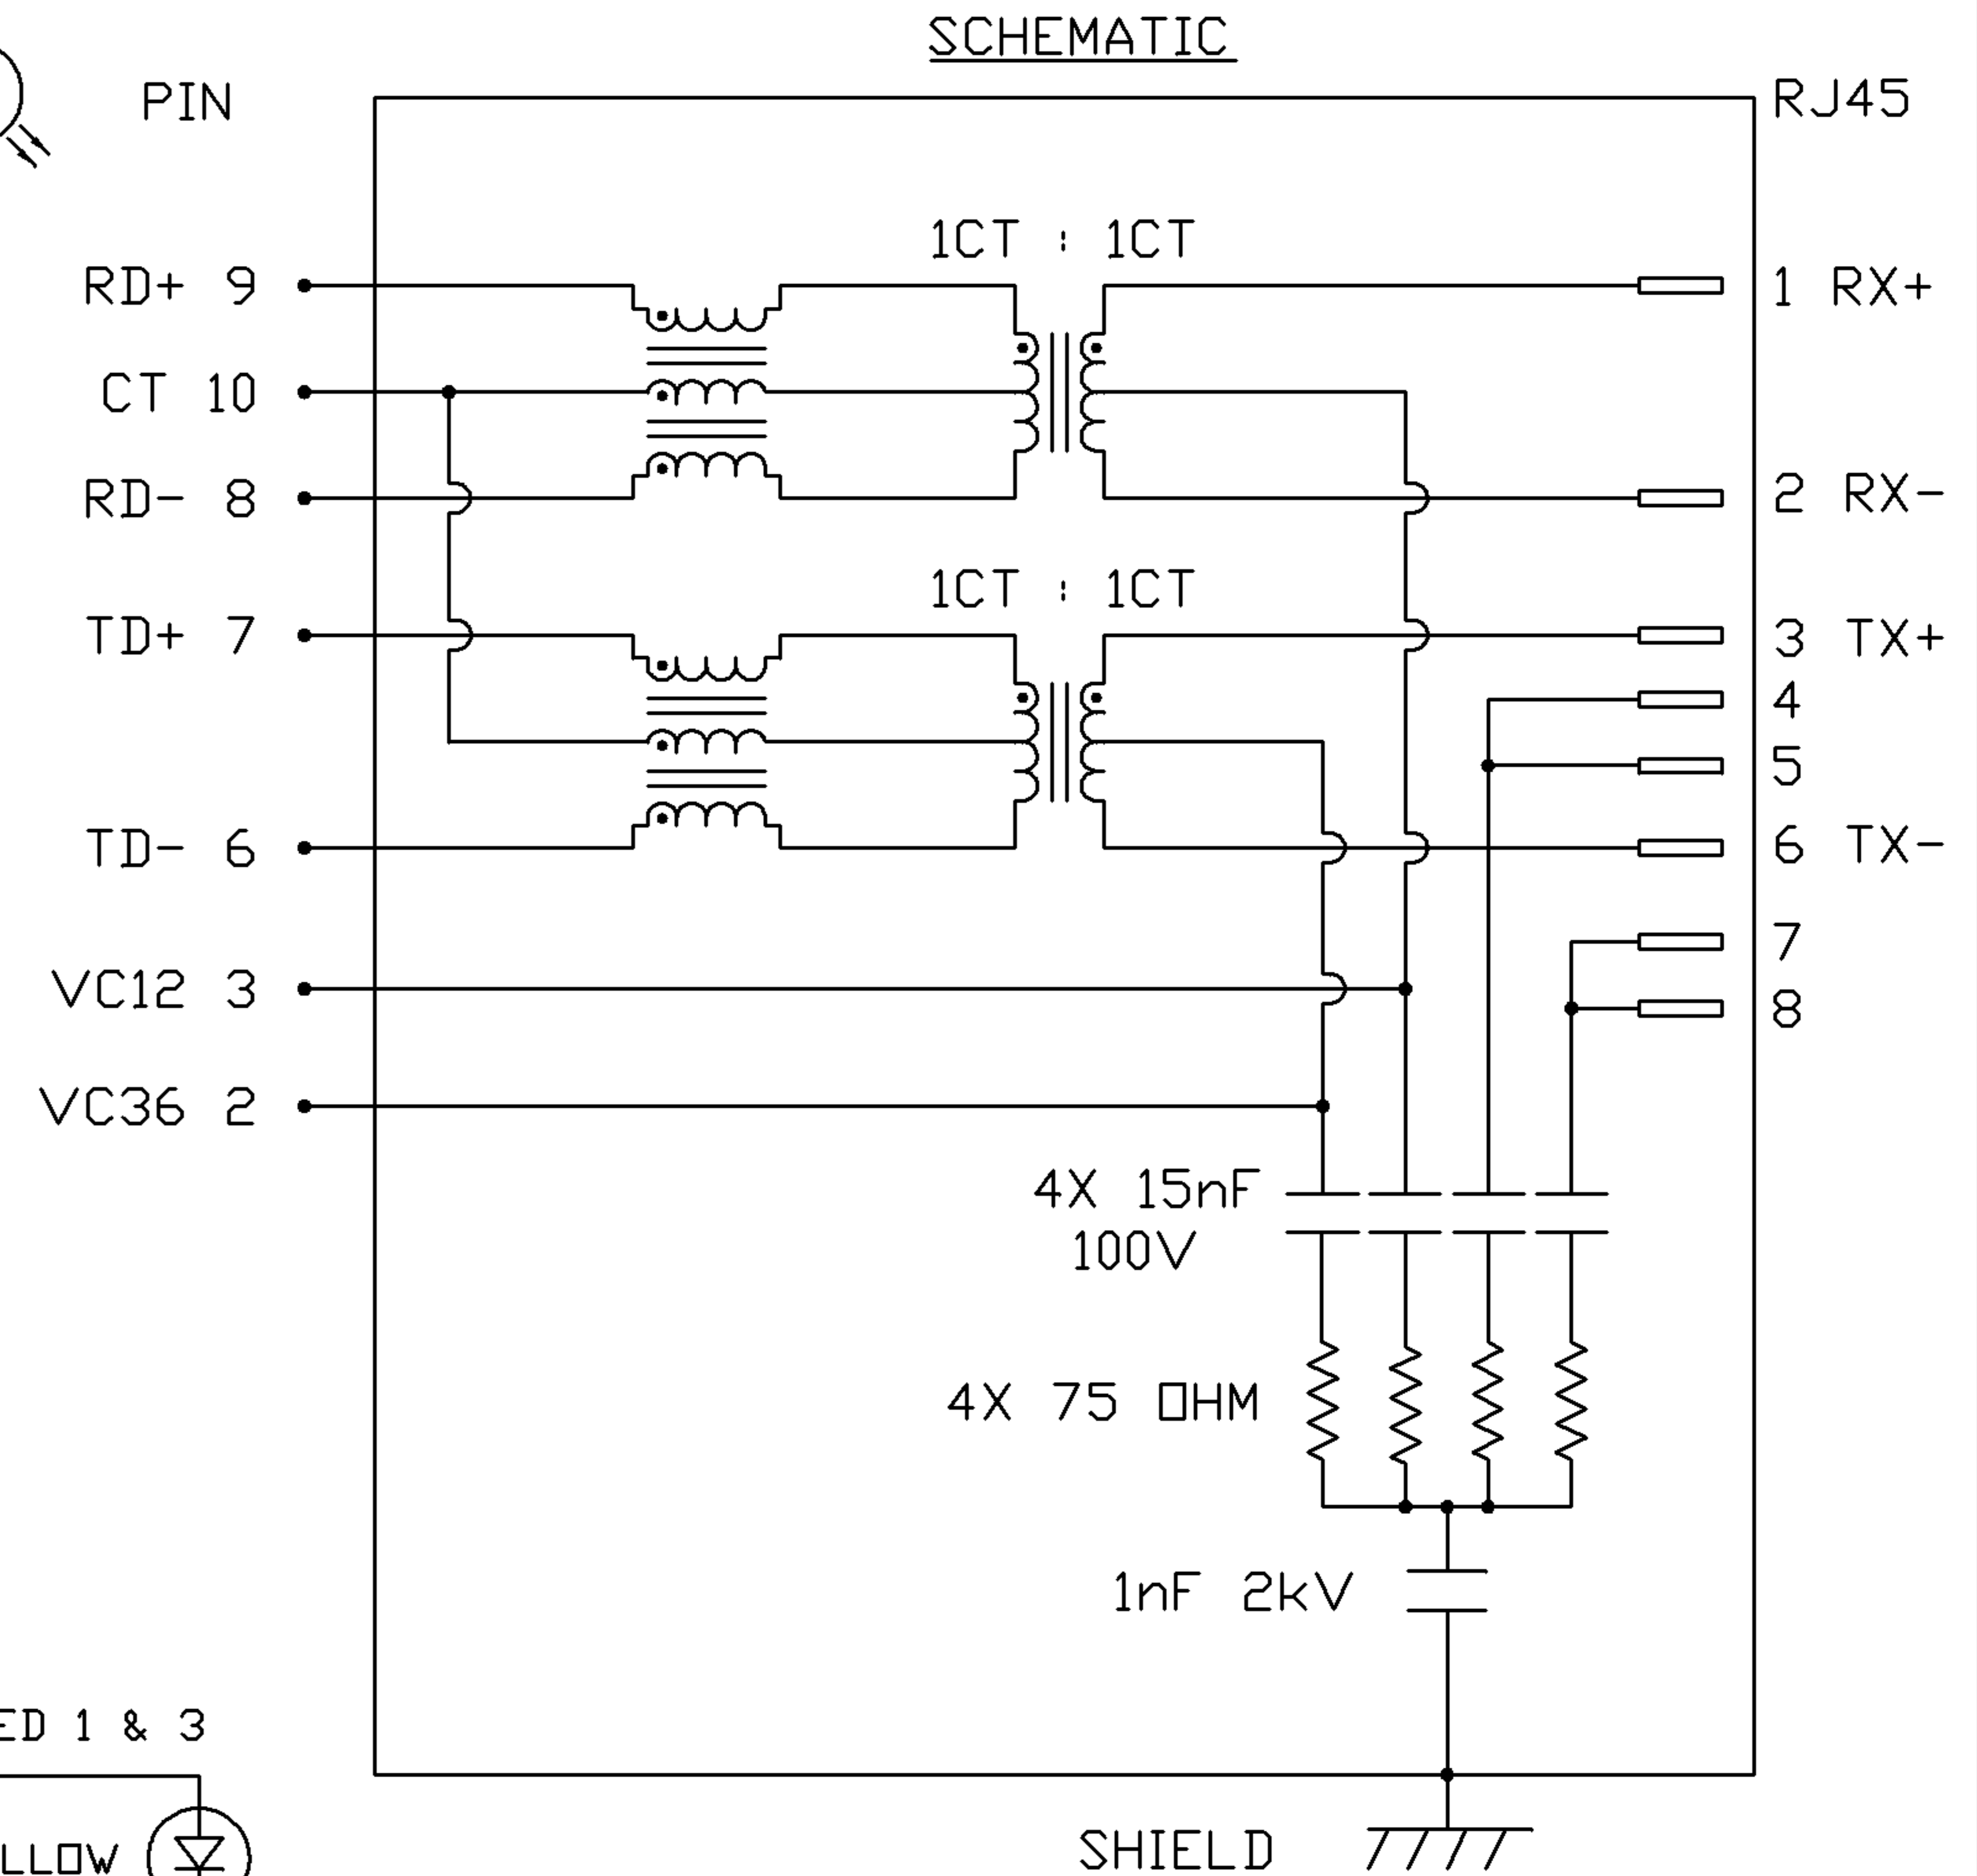 SCHEMATIC
PIN
RJ45
1CT : 1CT
RD+ 9
1 RX+
CT 10
RD- 8
2 RX-
1CT : 1CT
TD+ 7
3 TX+
4
5
TD- 6
6 TX-
7
VC12 3
8
VC36 2
4X 15nF
100V
4X 75 OHM
1nF 2kV
ED 1 & 3
LLOW
SHIELD